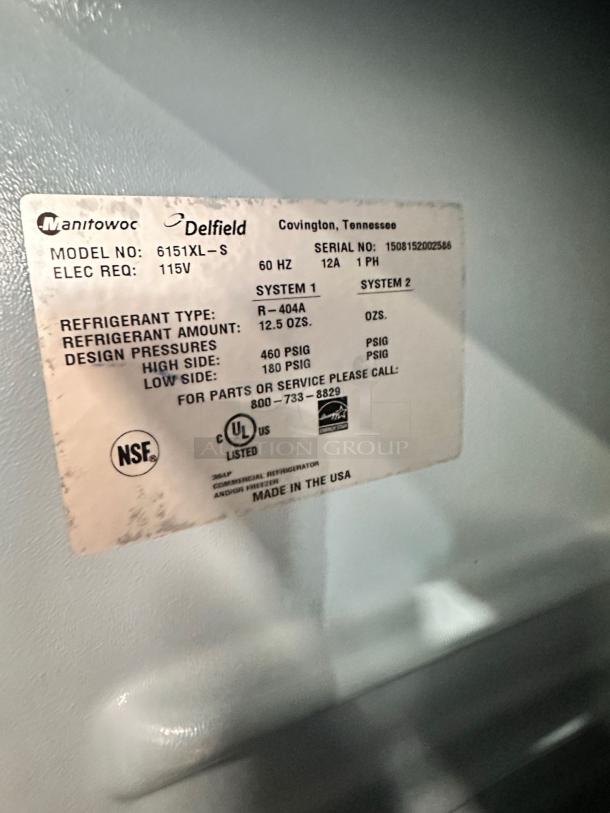 Manitowoc Delfield Covington, Tennessee
MODEL NO: 6151XL-S SERIAL NO: 1508152002586
ELEC REQ: 115V 60 HZ 12A 1 PH
SYSTEM 1 SYSTEM 2
REFRIGERANT TYPE: R-404A
REFRIGERANT AMOUNT: 12.5 OZS. OZS.
DESIGN PRESSURES
HIGH SIDE: 460 PSIG PSIG
LOW SIDE: 180 PSIG PSIG
FOR PARTS OR SERVICE PLEASE CALL:
800-733-8829
NSF®
C UL US
LISTED
ENERGY STAR
AUCTION GROUP
COMMERCIAL REFRIGERATOR
AND/OR FREEZER
MADE IN THE USA